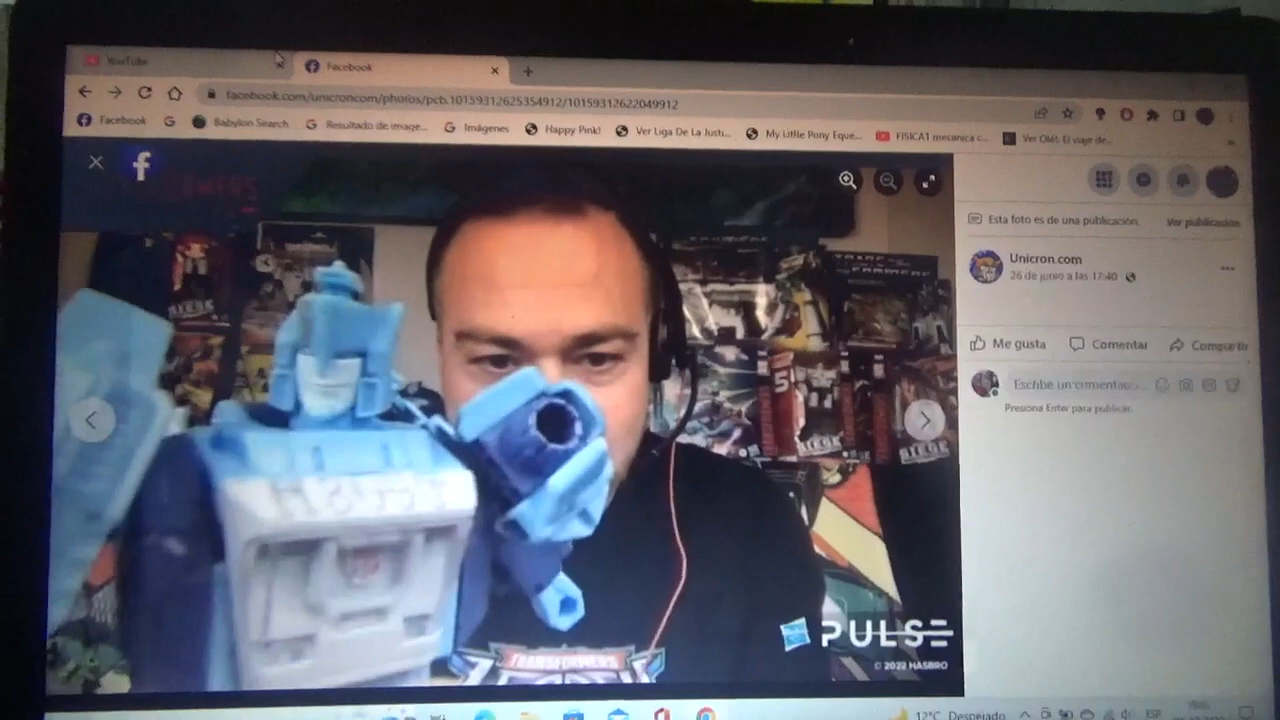 YouTube
Facebook
facebook.com/unicroncom/photos/pcb.10159312625354912/10159312622049912
Facebook
Babylon Search
Resultado de image...
Imágenes
Happy Pink!
Ver Liga De La Justi...
My Little Pony Eque...
FISICA1 mecanica c...
Ver Olé!: El viaje de...
Esta foto es de una publicación.
Ver publicación
Unicron.com
26 de junio a las 17:40
Me gusta
Comentar
Compartir
Escribe un comentario...
Presiona Enter para publicar.
SIEGE
5
SIEGE
SIEGE
TRANSFORMERS
PULSE
© 2022 HASBRO
12°C Despejado
ESP